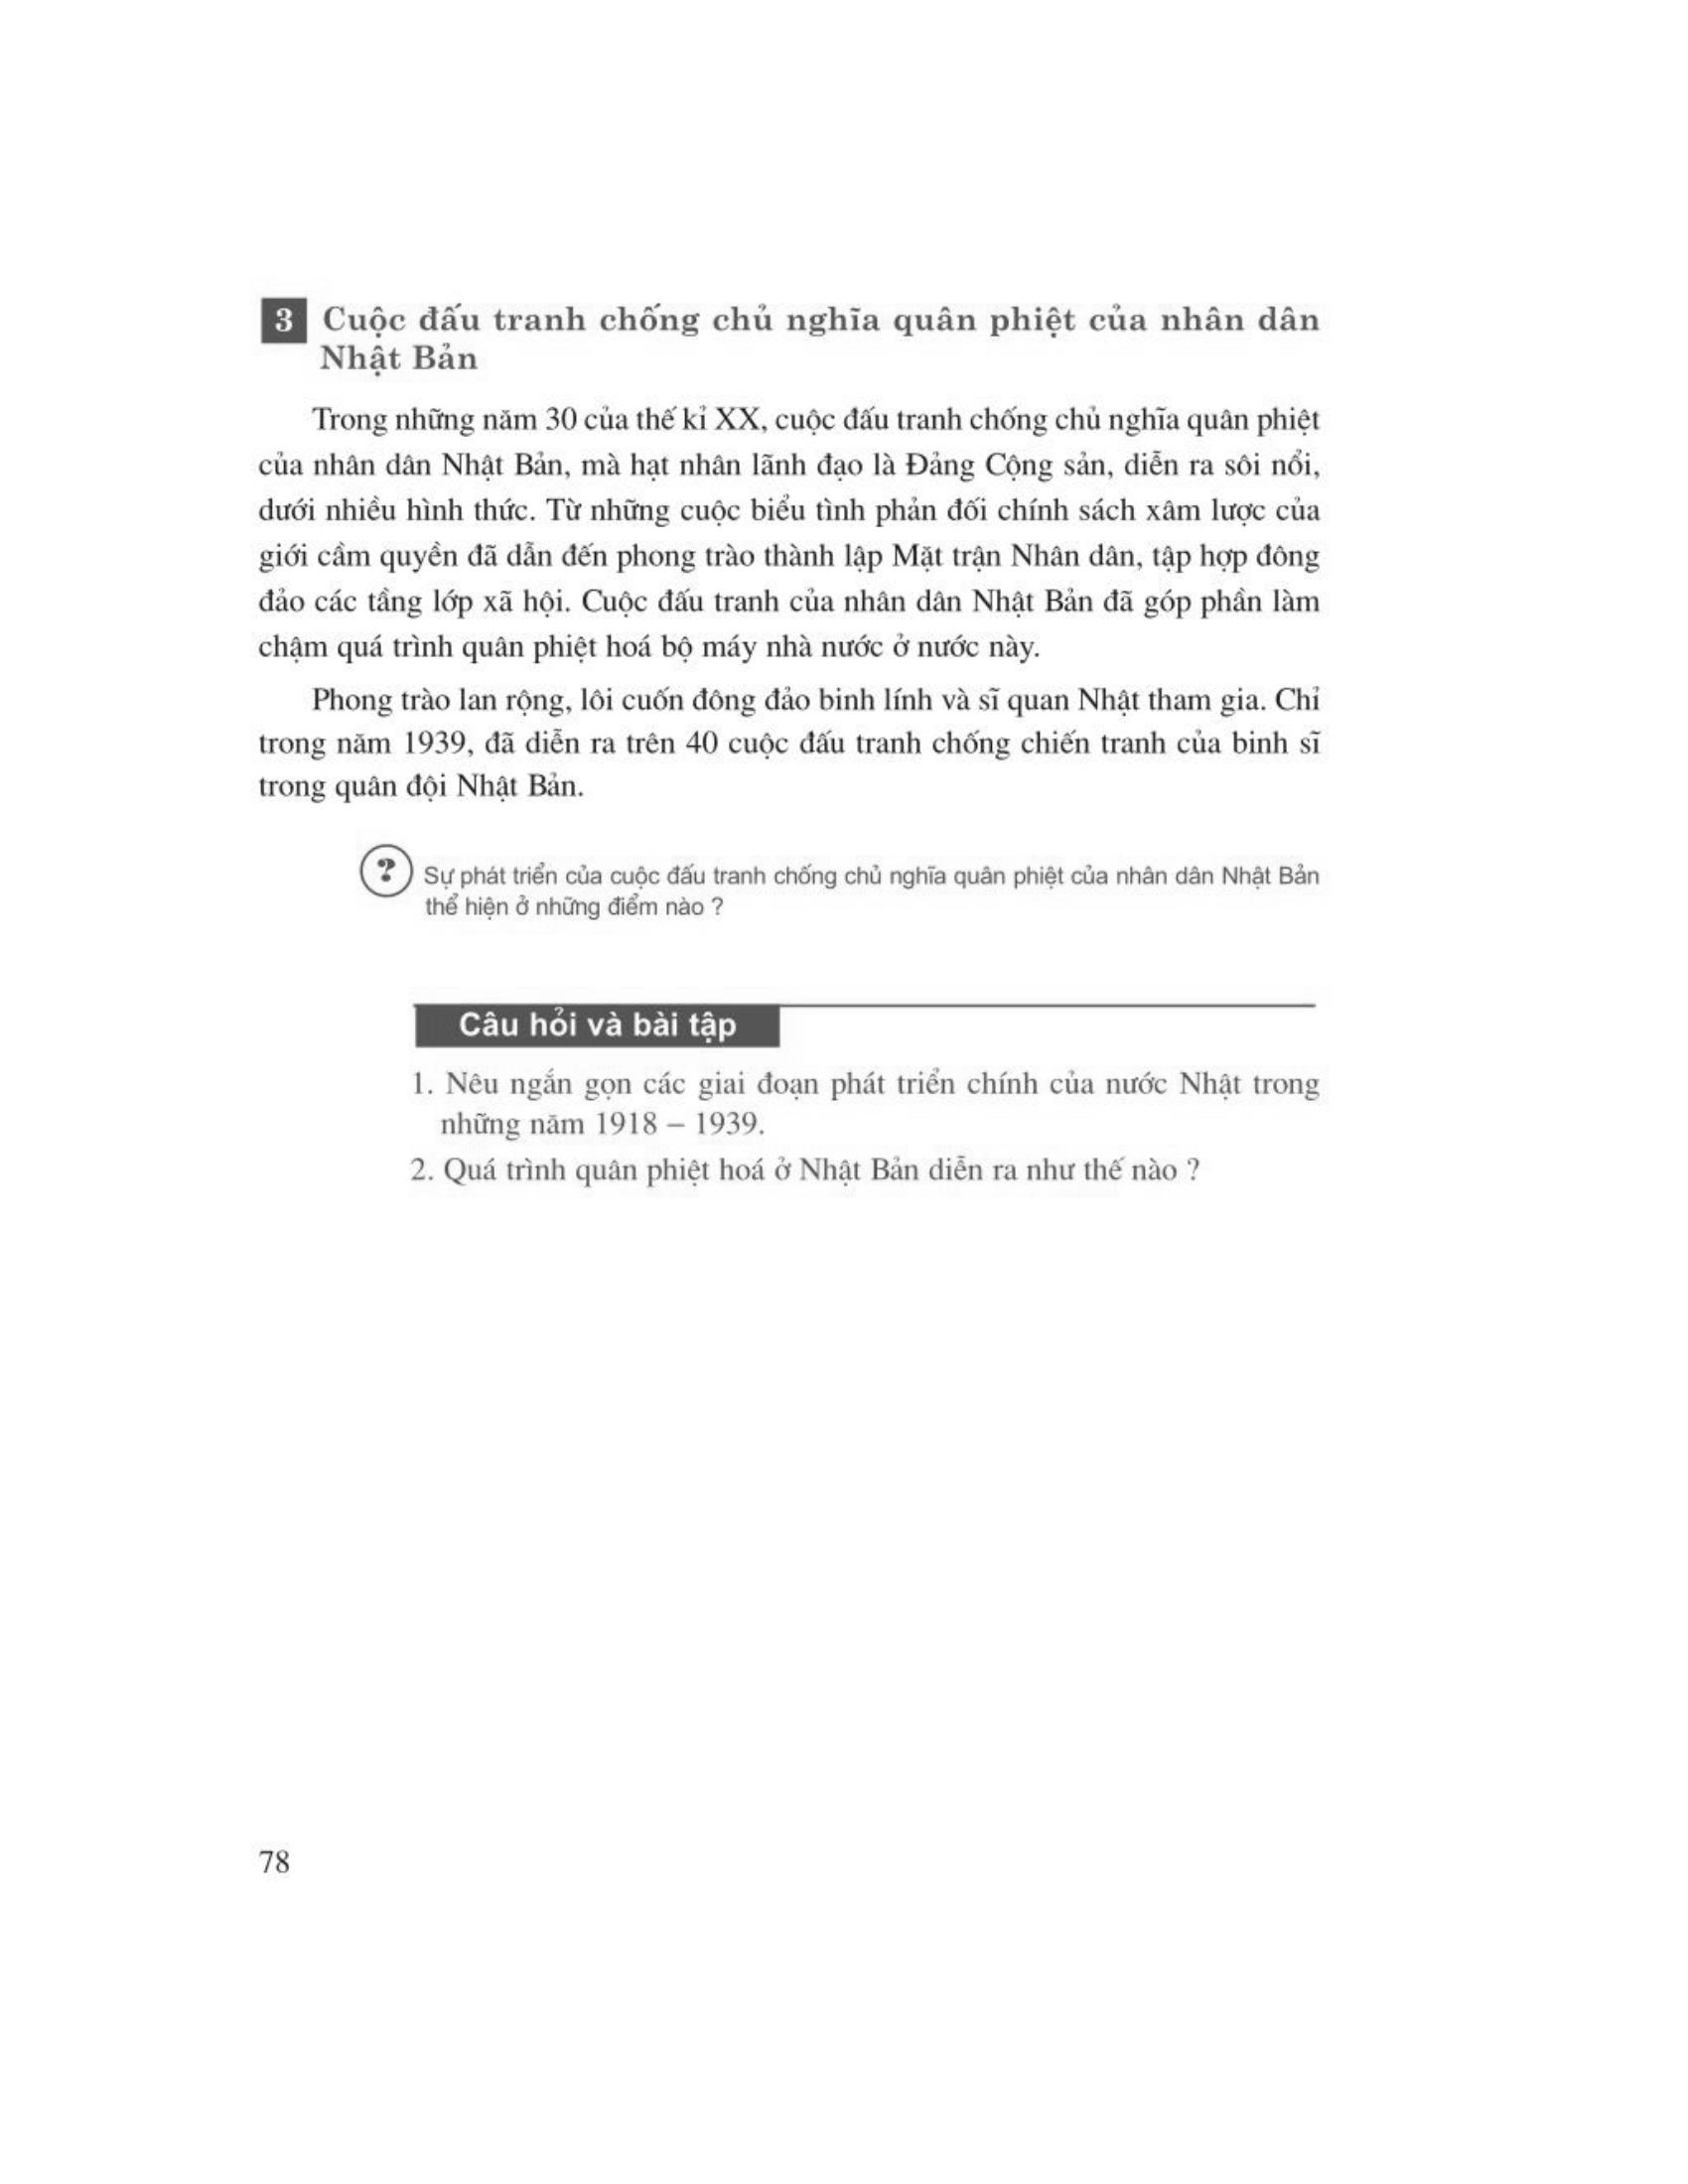 3 Cuộc đấu tranh chống chủ nghĩa quân phiệt của nhân dân
Nhật Bản
Trong những năm 30 của thế kỉ XX, cuộc đấu tranh chống chủ nghĩa quân phiệt
của nhân dân Nhật Bản, mà hạt nhân lãnh đạo là Đảng Cộng sản, diễn ra sôi nổi,
dưới nhiều hình thức. Từ những cuộc biểu tình phản đối chính sách xâm lược của
giới cầm quyền đã dẫn đến phong trào thành lập Mặt trận Nhân dân, tập hợp đông
đảo các tầng lớp xã hội. Cuộc đấu tranh của nhân dân Nhật Bản đã góp phần làm
chậm quá trình quân phiệt hoá bộ máy nhà nước ở nước này.
Phong trào lan rộng, lôi cuốn đông đảo binh lính và sĩ quan Nhật tham gia. Chỉ
trong năm 1939, đã diễn ra trên 40 cuộc đấu tranh chống chiến tranh của binh sĩ
trong quân đội Nhật Bản.
? Sự phát triển của cuộc đấu tranh chống chủ nghĩa quân phiệt của nhân dân Nhật Bản
thể hiện ở những điểm nào ?
Câu hỏi và bài tập
1. Nêu ngắn gọn các giai đoạn phát triển chính của nước Nhật trong
những năm 1918 – 1939.
2. Quá trình quân phiệt hoá ở Nhật Bản diễn ra như thế nào ?
78